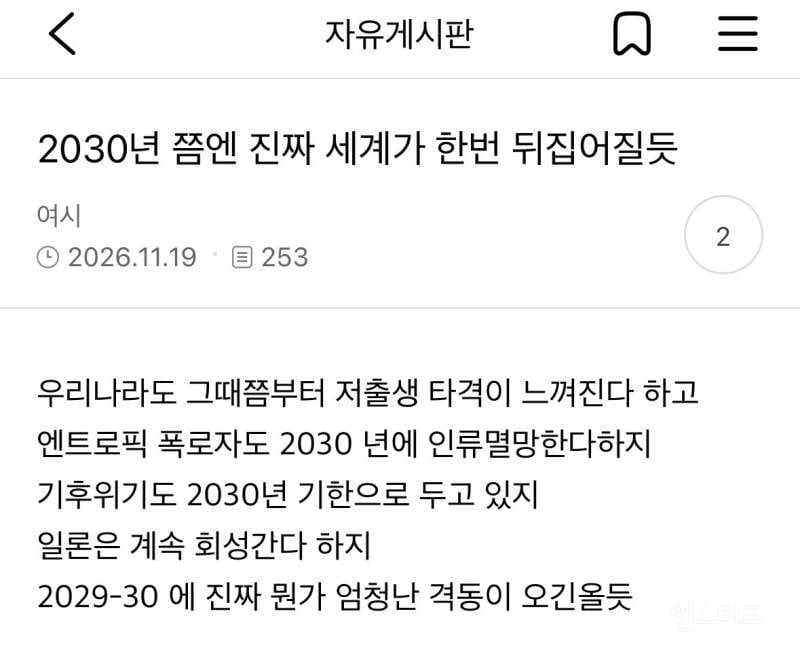 자유게시판
2030년 쯤엔 진짜 세계가 한번 뒤집어질듯
여시
2026.11.19 · 253
2
우리나라도 그때쯤부터 저출생 타격이 느껴진다 하고
엔트로픽 폭로자도 2030 년에 인류멸망한다하지
기후위기도 2030년 기한으로 두고 있지
일론은 계속 회성간다 하지
2029-30 에 진짜 뭔가 엄청난 격동이 오긴올듯
인스티즈